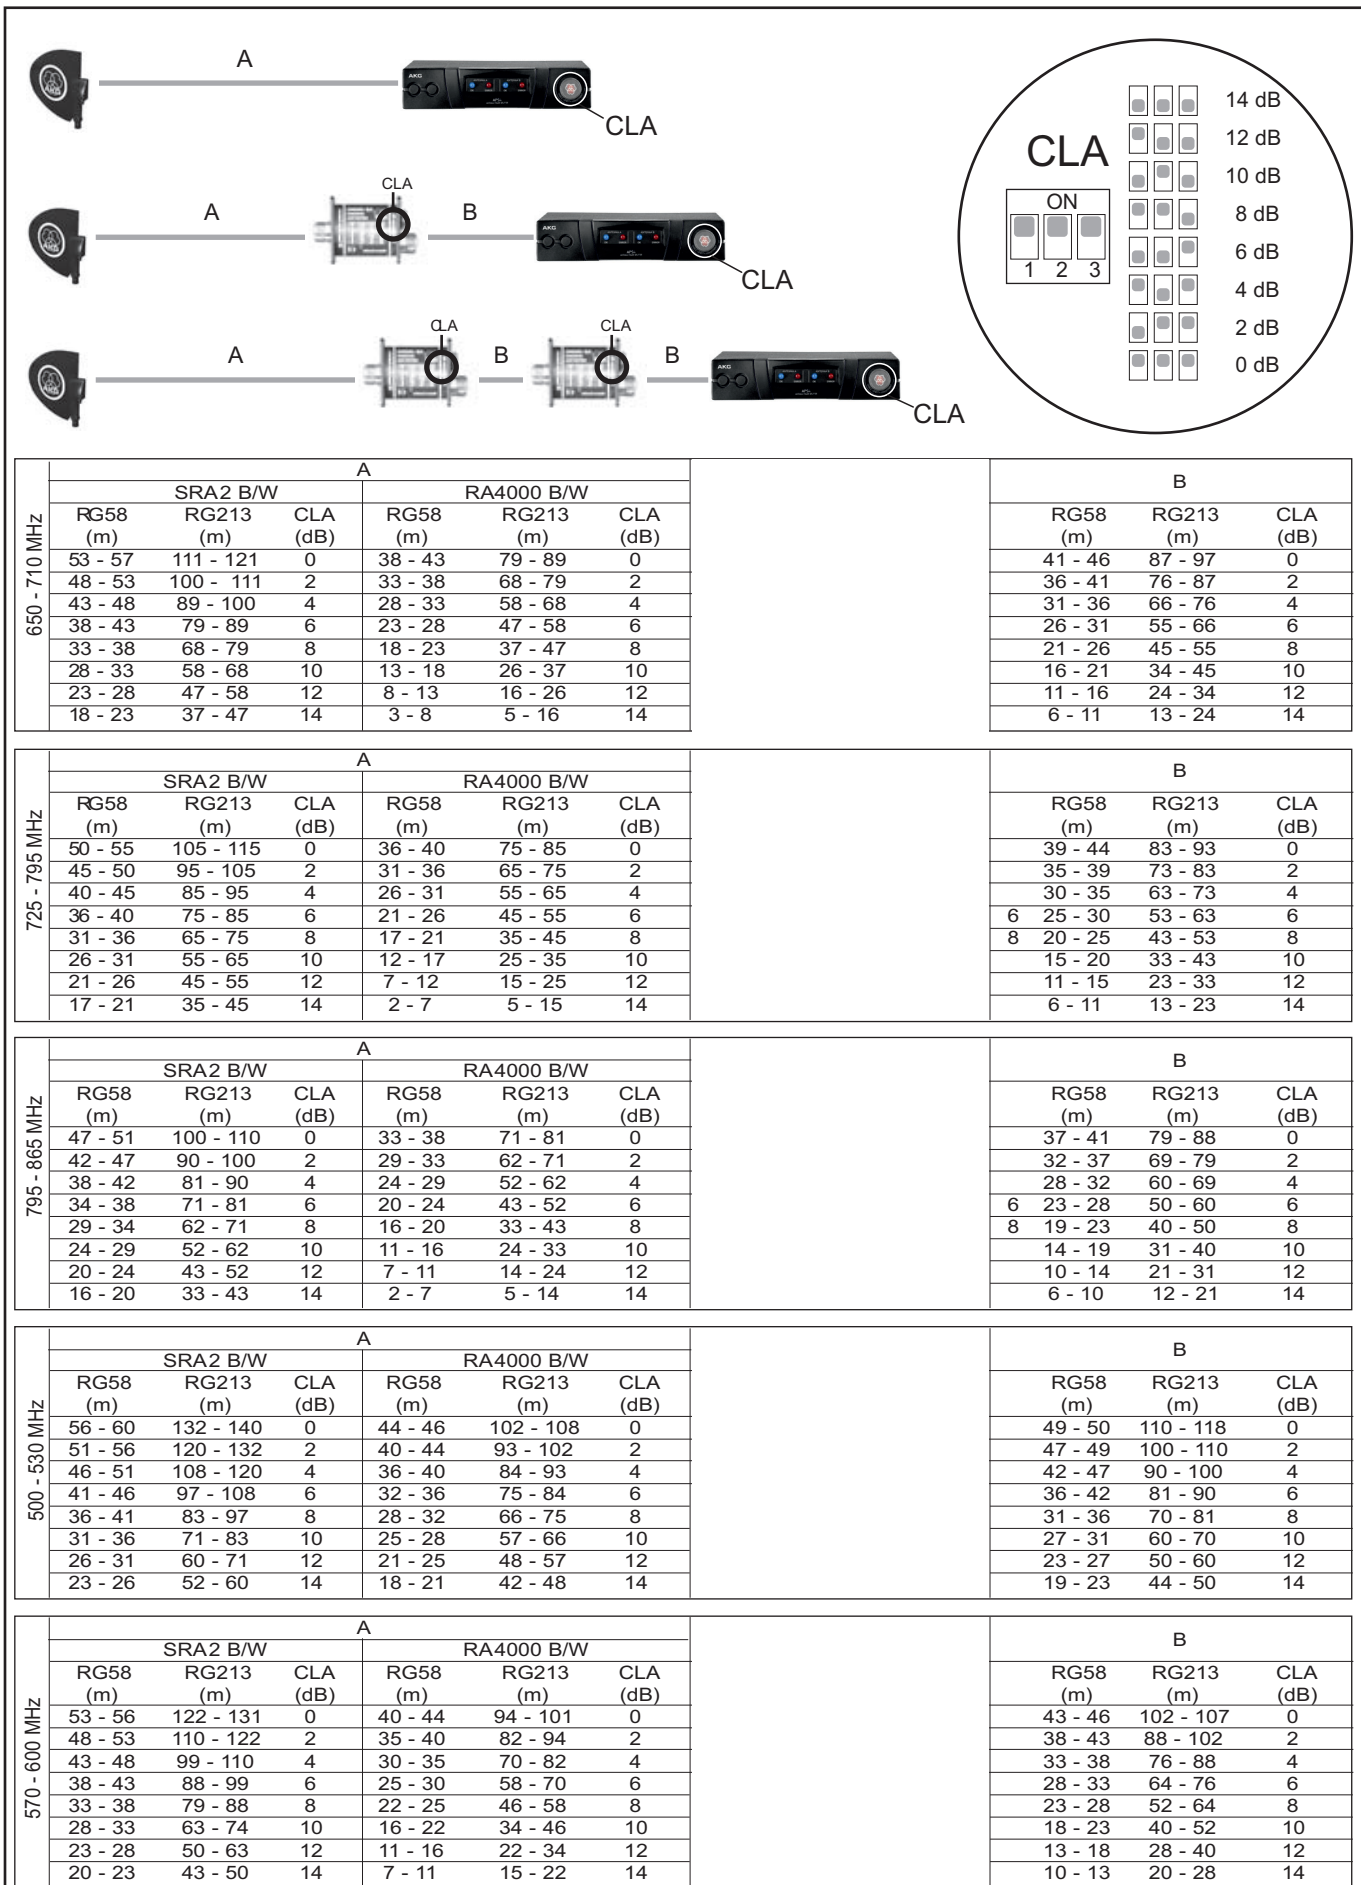 A
CLA
14 dB
12 dB
10 dB
8 dB
6 dB
4 dB
2 dB
0 dB
CLA
ON
1 2 3
A
CLA
B
CLA
A
CLA
B
CLA
B
CLA
AKG
AKG
AKG
AKG
AKG
AKG
650 - 710 MHz
A B
SRA2 B/W RA4000 B/W
RG58 RG213 CLA RG58 RG213 CLA RG58 RG213 CLA
(m) (m) (dB) (m) (m) (dB) (m) (m) (dB)
53 - 57 111 - 121 0 38 - 43 79 - 89 0 41 - 46 87 - 97 0
48 - 53 100 - 111 2 33 - 38 68 - 79 2 36 - 41 76 - 87 2
43 - 48 89 - 100 4 28 - 33 58 - 68 4 31 - 36 66 - 76 4
38 - 43 79 - 89 6 23 - 28 47 - 58 6 26 - 31 55 - 66 6
33 - 38 68 - 79 8 18 - 23 37 - 47 8 21 - 26 45 - 55 8
28 - 33 58 - 68 10 13 - 18 26 - 37 10 16 - 21 34 - 45 10
23 - 28 47 - 58 12 8 - 13 16 - 26 12 11 - 16 24 - 34 12
18 - 23 37 - 47 14 3 - 8 5 - 16 14 6 - 11 13 - 24 14
725 - 795 MHz
A B
SRA2 B/W RA4000 B/W
RG58 RG213 CLA RG58 RG213 CLA RG58 RG213 CLA
(m) (m) (dB) (m) (m) (dB) (m) (m) (dB)
50 - 55 105 - 115 0 36 - 40 75 - 85 0 39 - 44 83 - 93 0
45 - 50 95 - 105 2 31 - 36 65 - 75 2 35 - 39 73 - 83 2
40 - 45 85 - 95 4 26 - 31 55 - 65 4 30 - 35 63 - 73 4
36 - 40 75 - 85 6 21 - 26 45 - 55 6 6 25 - 30 53 - 63 6
31 - 36 65 - 75 8 17 - 21 35 - 45 8 8 20 - 25 43 - 53 8
26 - 31 55 - 65 10 12 - 17 25 - 35 10 15 - 20 33 - 43 10
21 - 26 45 - 55 12 7 - 12 15 - 25 12 11 - 15 23 - 33 12
17 - 21 35 - 45 14 2 - 7 5 - 15 14 6 - 11 13 - 23 14
795 - 865 MHz
A B
SRA2 B/W RA4000 B/W
RG58 RG213 CLA RG58 RG213 CLA RG58 RG213 CLA
(m) (m) (dB) (m) (m) (dB) (m) (m) (dB)
47 - 51 100 - 110 0 33 - 38 71 - 81 0 37 - 41 79 - 88 0
42 - 47 90 - 100 2 29 - 33 62 - 71 2 32 - 37 69 - 79 2
38 - 42 81 - 90 4 24 - 29 52 - 62 4 28 - 32 60 - 69 4
34 - 38 71 - 81 6 20 - 24 43 - 52 6 6 23 - 28 50 - 60 6
29 - 34 62 - 71 8 16 - 20 33 - 43 8 8 19 - 23 40 - 50 8
24 - 29 52 - 62 10 11 - 16 24 - 33 10 14 - 19 31 - 40 10
20 - 24 43 - 52 12 7 - 11 14 - 24 12 10 - 14 21 - 31 12
16 - 20 33 - 43 14 2 - 7 5 - 14 14 6 - 10 12 - 21 14
500 - 530 MHz
A B
SRA2 B/W RA4000 B/W
RG58 RG213 CLA RG58 RG213 CLA RG58 RG213 CLA
(m) (m) (dB) (m) (m) (dB) (m) (m) (dB)
56 - 60 132 - 140 0 44 - 46 102 - 108 0 49 - 50 110 - 118 0
51 - 56 120 - 132 2 40 - 44 93 - 102 2 47 - 49 100 - 110 2
46 - 51 108 - 120 4 36 - 40 84 - 93 4 42 - 47 90 - 100 4
41 - 46 97 - 108 6 32 - 36 75 - 84 6 36 - 42 81 - 90 6
36 - 41 83 - 97 8 28 - 32 66 - 75 8 31 - 36 70 - 81 8
31 - 36 71 - 83 10 25 - 28 57 - 66 10 27 - 31 60 - 70 10
26 - 31 60 - 71 12 21 - 25 48 - 57 12 23 - 27 50 - 60 12
23 - 26 52 - 60 14 18 - 21 42 - 48 14 19 - 23 44 - 50 14
570 - 600 MHz
A B
SRA2 B/W RA4000 B/W
RG58 RG213 CLA RG58 RG213 CLA RG58 RG213 CLA
(m) (m) (dB) (m) (m) (dB) (m) (m) (dB)
53 - 56 122 - 131 0 40 - 44 94 - 101 0 43 - 46 102 - 107 0
48 - 53 110 - 122 2 35 - 40 82 - 94 2 38 - 43 88 - 102 2
43 - 48 99 - 110 4 30 - 35 70 - 82 4 33 - 38 76 - 88 4
38 - 43 88 - 99 6 25 - 30 58 - 70 6 28 - 33 64 - 76 6
33 - 38 79 - 88 8 22 - 25 46 - 58 8 23 - 28 52 - 64 8
28 - 33 63 - 74 10 16 - 22 34 - 46 10 18 - 23 40 - 52 10
23 - 28 50 - 63 12 11 - 16 22 - 34 12 13 - 18 28 - 40 12
20 - 23 43 - 50 14 7 - 11 15 - 22 14 10 - 13 20 - 28 14